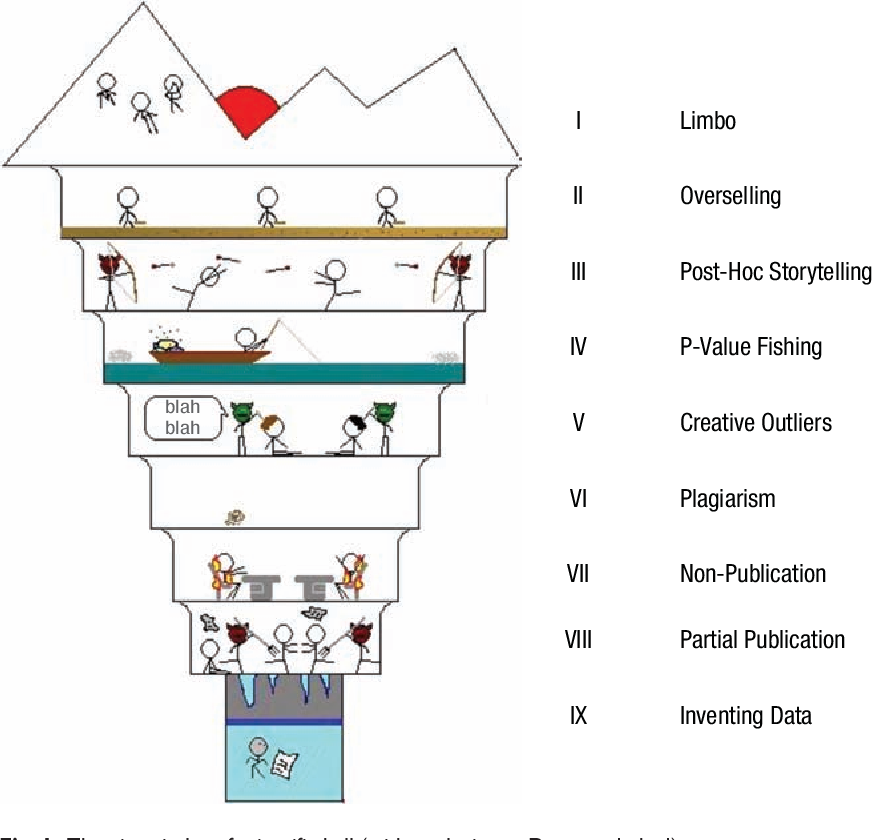 I Limbo
II Overselling
III Post-Hoc Storytelling
IV P-Value Fishing
blah
blah
V Creative Outliers
VI Plagiarism
VII Non-Publication
VIII Partial Publication
IX Inventing Data